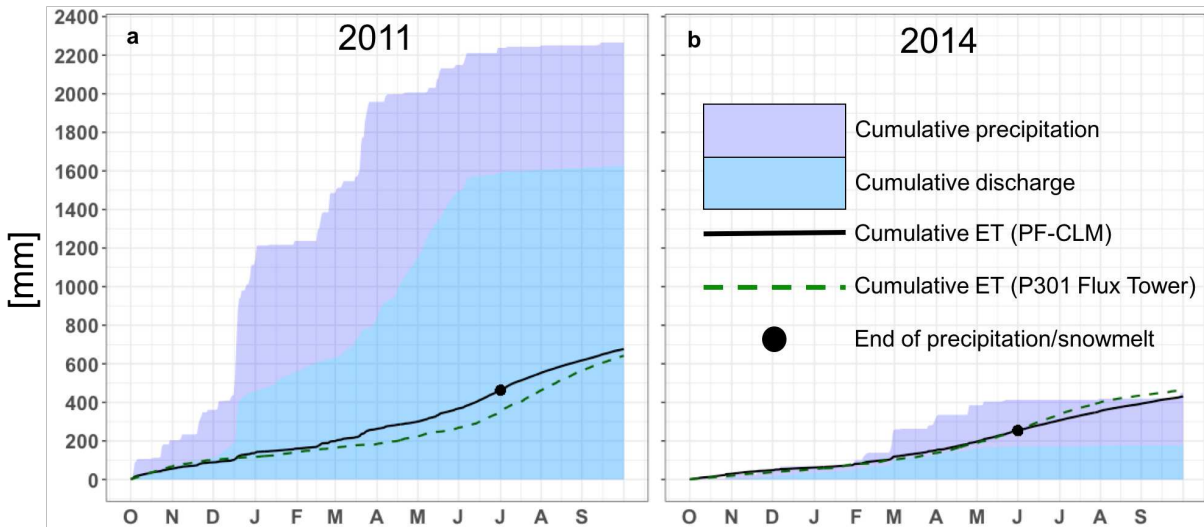 a
2011
b
2014
[mm]
2400
2200
2000
1800
1600
1400
1200
1000
800
600
400
200
0
Cumulative precipitation
Cumulative discharge
Cumulative ET (PF-CLM)
Cumulative ET (P301 Flux Tower)
End of precipitation/snowmelt
O N D J F M A M J J A S
O N D J F M A M J J A S